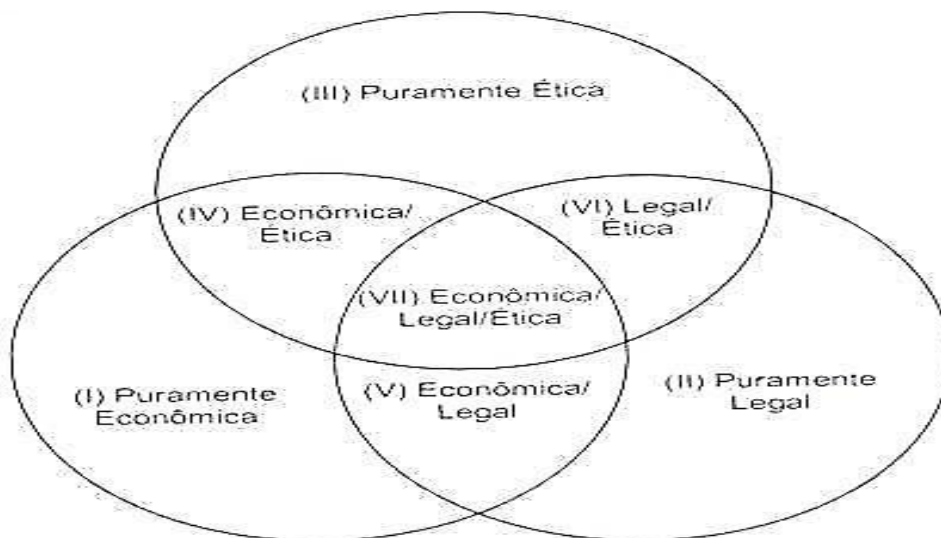 (III) Puramente Ética
(IV) Econômica/
Ética
(VI) Legal/
Ética
(VII) Econômica/
Legal/Ética
(I) Puramente
Econômica
(V) Econômica/
Legal
(II) Puramente
Legal